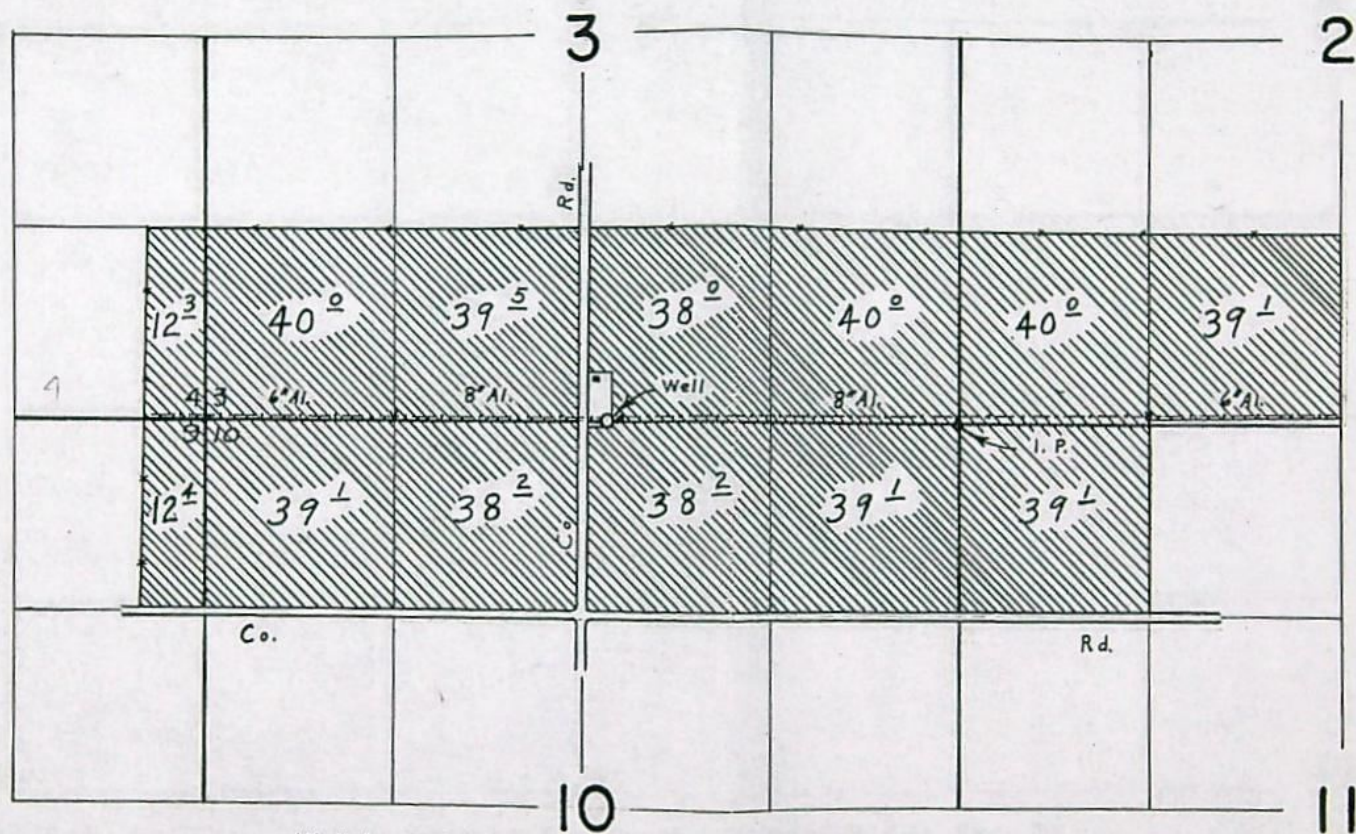 3 2
Rd.
12 3 40 0 39 5 38 0 40 0 40 0 39 1
4 4 3 6" Al. 8" Al. Well 8" Al. 6" Al.
9 10 I. P.
12 4 39 1 38 2 38 2 39 1 39 1
Co
Co. Rd.
10 11